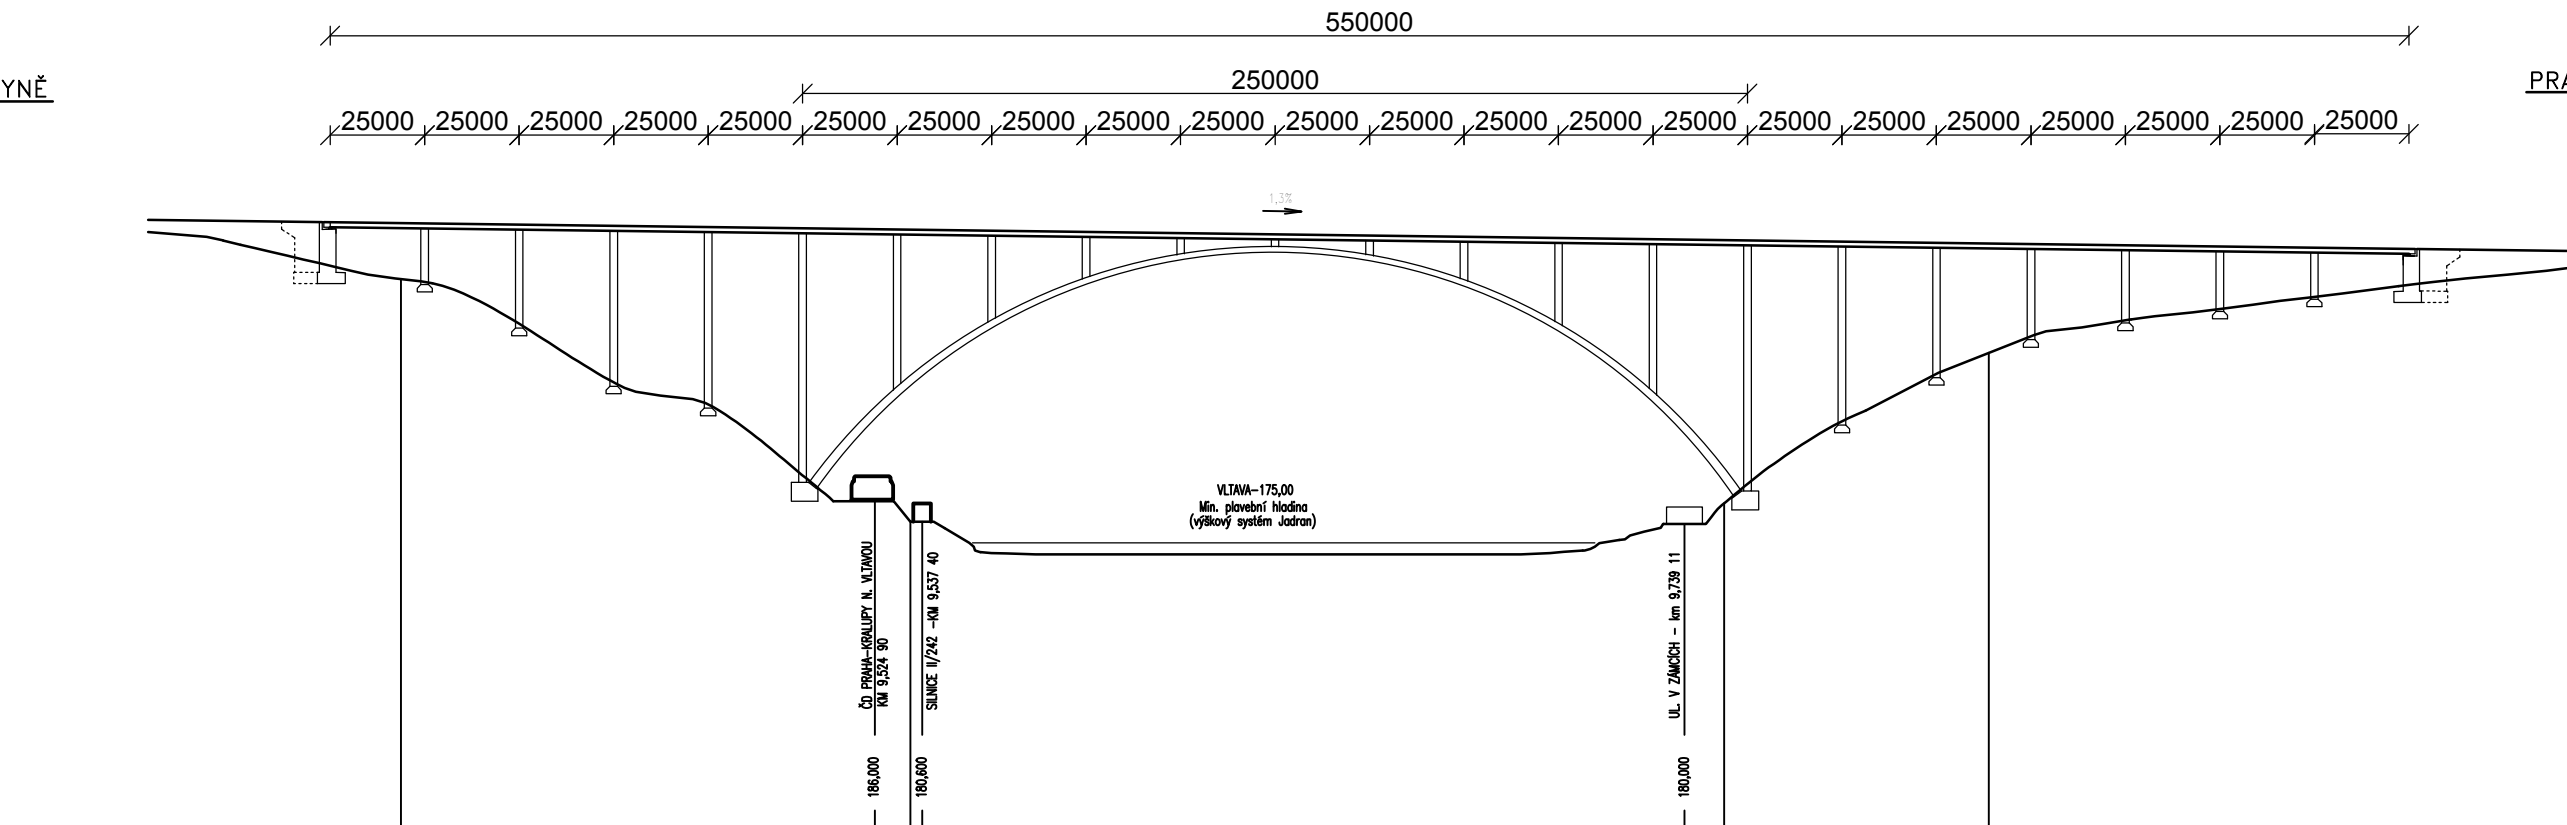 550000
250000
YNĚ
PRA
25000 25000 25000 25000 25000 25000 25000 25000 25000 25000 25000 25000 25000 25000 25000 25000 25000 25000 25000 25000 25000 25000
1,3%
VLTAVA-175,00
Min. plavební hladina
(výškový systém Jadran)
ČD PRAHA-KRALUPY N. VLTAVOU
KM 9,524 90
SILNICE II/242 -KM 9,537 40
UL. V ZÁMCÍCH - km 9,739 11
186,000
180,600
180,000